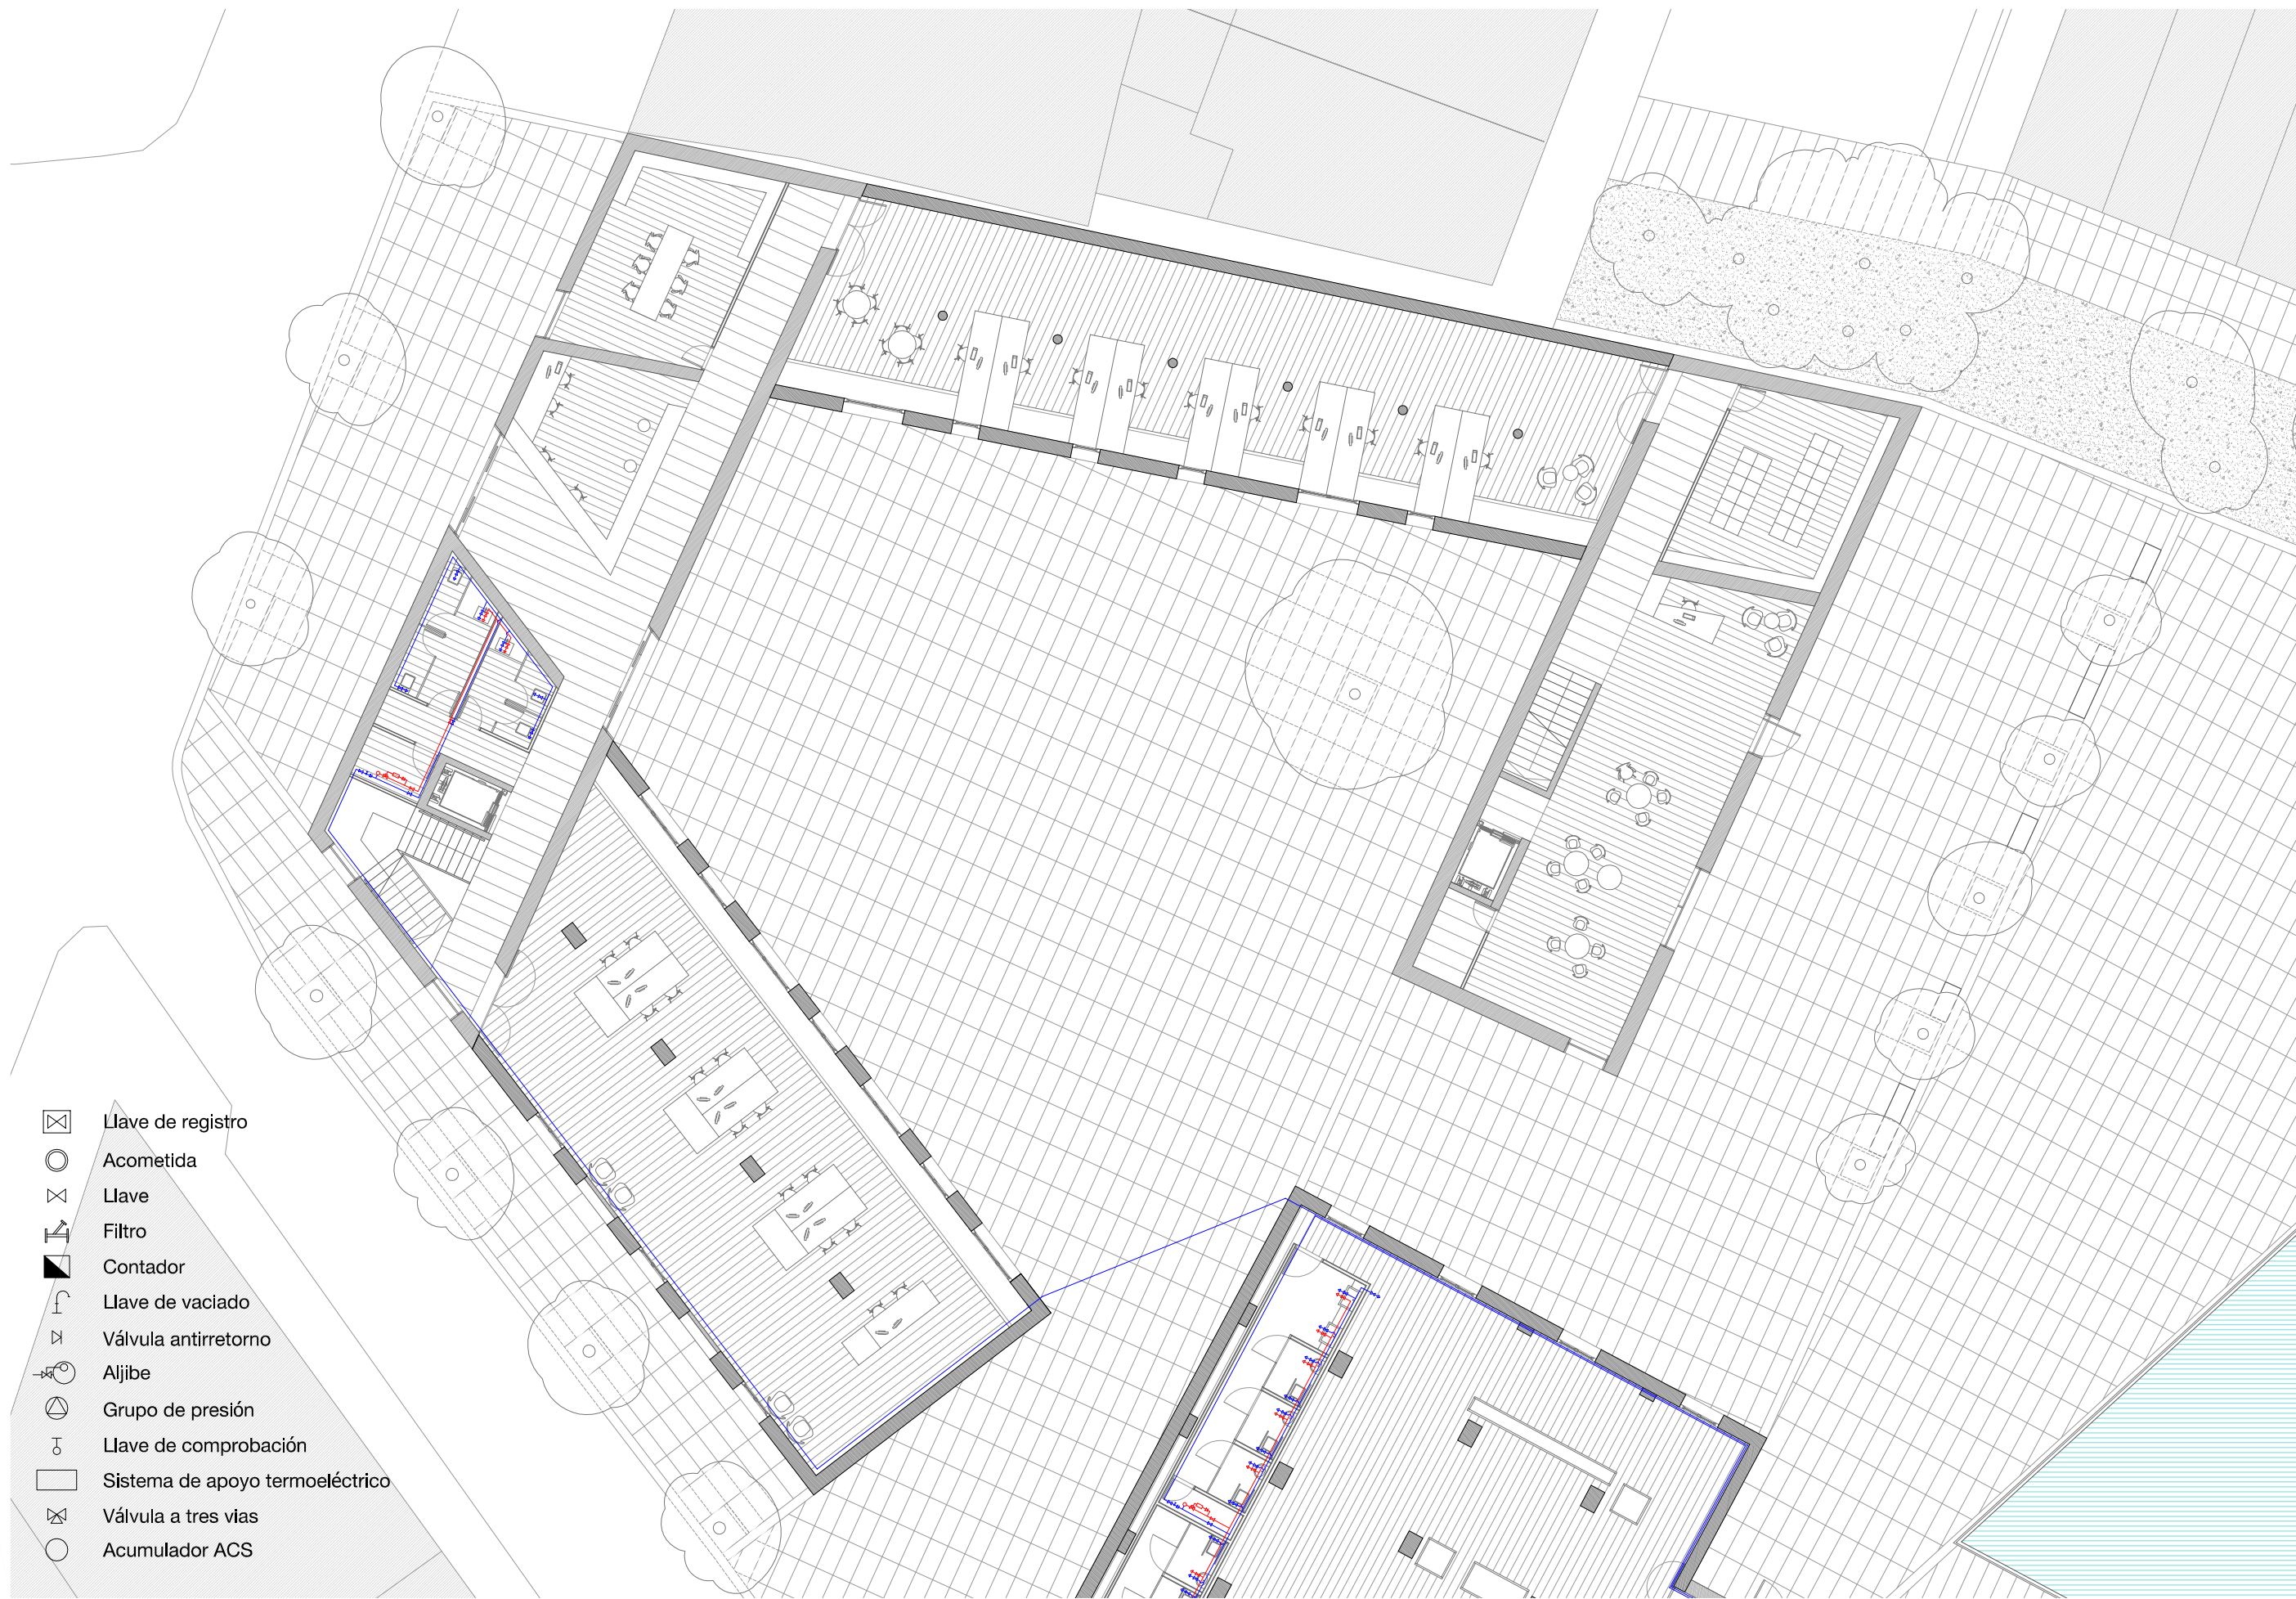 Llave de registro
Acometida
Llave
Filtro
Contador
Llave de vaciado
Válvula antirretorno
Aljibe
Grupo de presión
Llave de comprobación
Sistema de apoyo termoeléctrico
Válvula a tres vias
Acumulador ACS